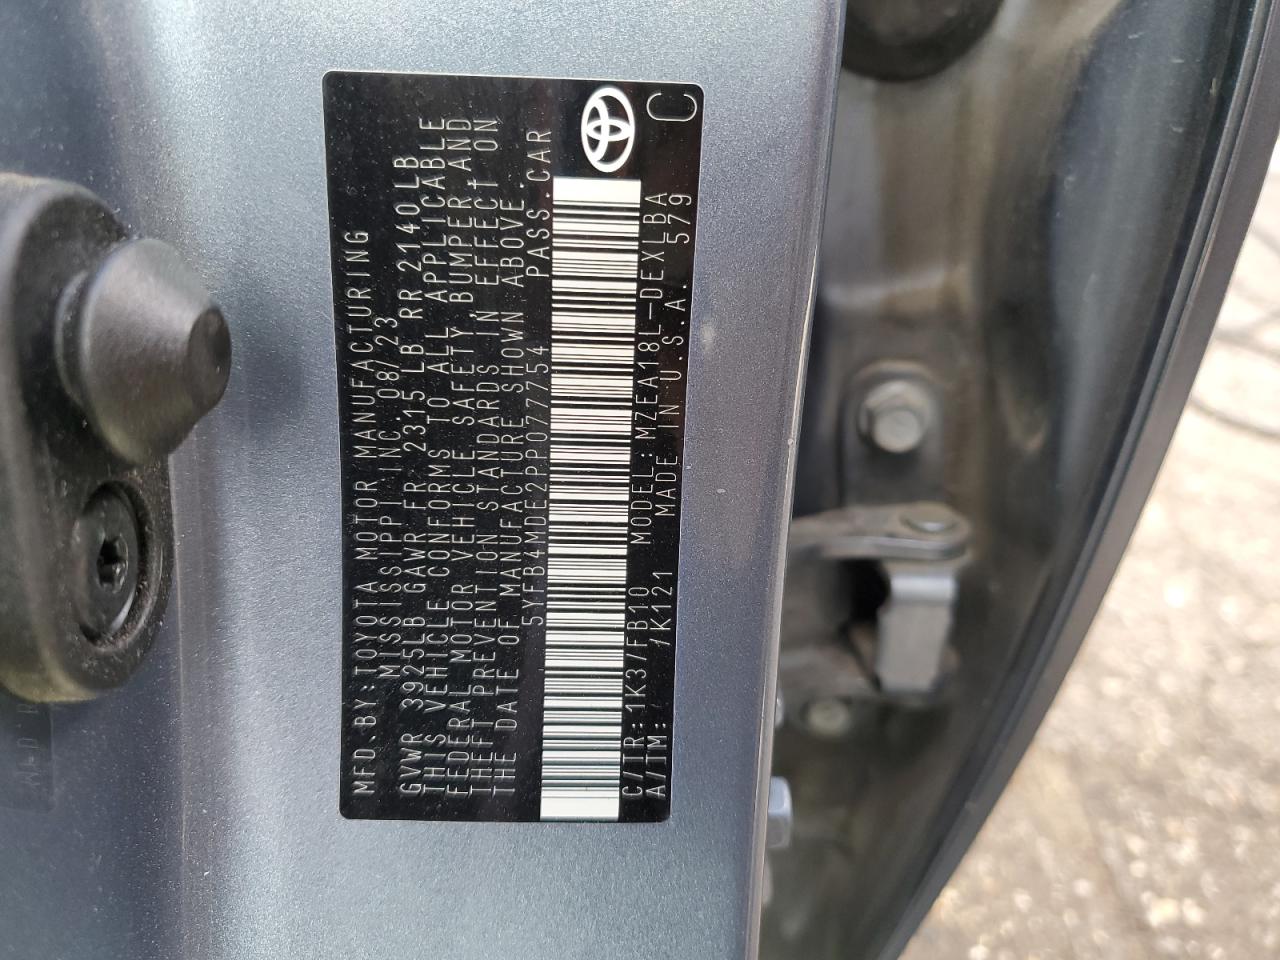 MFD.BY:TOYOTA MOTOR MANUFACTURING
MISSISSIPPI,INC 08/23
GVWR 3925LB GAWR FR 2315LB RR 2140LB
THIS VEHICLE CONFORMS TO ALL APPLICABLE
FEDERAL MOTOR VEHICLE SAFETY,BUMPER,AND
THEFT PREVENTION STANDARDS IN EFFECT ON
THE DATE OF MANUFACTURE SHOWN ABOVE.
5YFB4MDE2PP077754 PASS.CAR
C/TR:1K3/FB10 MODEL:MZEA18L-DEXLBA
A/TM: /K121 MADE IN U.S.A. 579
C